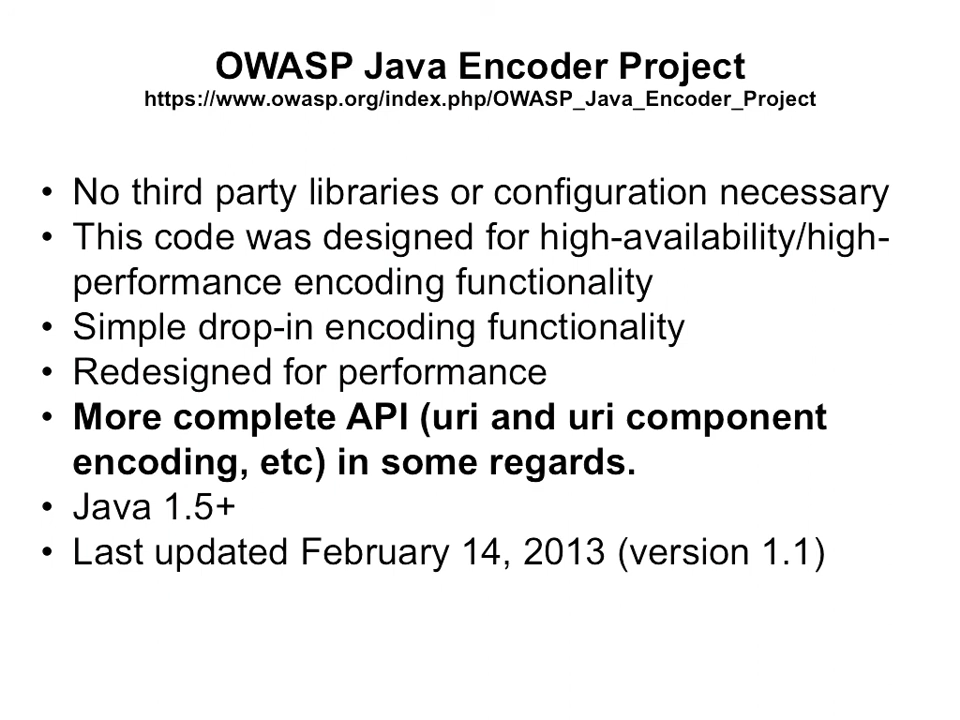 OWASP Java Encoder Project
https://www.owasp.org/index.php/OWASP_Java_Encoder_Project
• No third party libraries or configuration necessary
• This code was designed for high-availability/high-
performance encoding functionality
• Simple drop-in encoding functionality
• Redesigned for performance
• More complete API (uri and uri component
encoding, etc) in some regards.
• Java 1.5+
• Last updated February 14, 2013 (version 1.1)